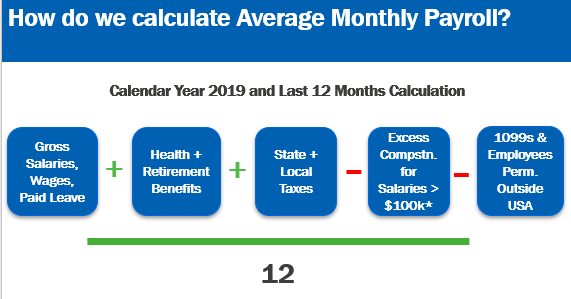 How do we calculate Average Monthly Payroll?
Calendar Year 2019 and Last 12 Months Calculation
Gross
Salaries,
Wages,
Paid Leave
+
Health +
Retirement
Benefits
+
State +
Local
Taxes
-
Excess
Compstn.
for
Salaries >
$100k*
-
1099s &
Employees
Perm.
Outside
USA
12